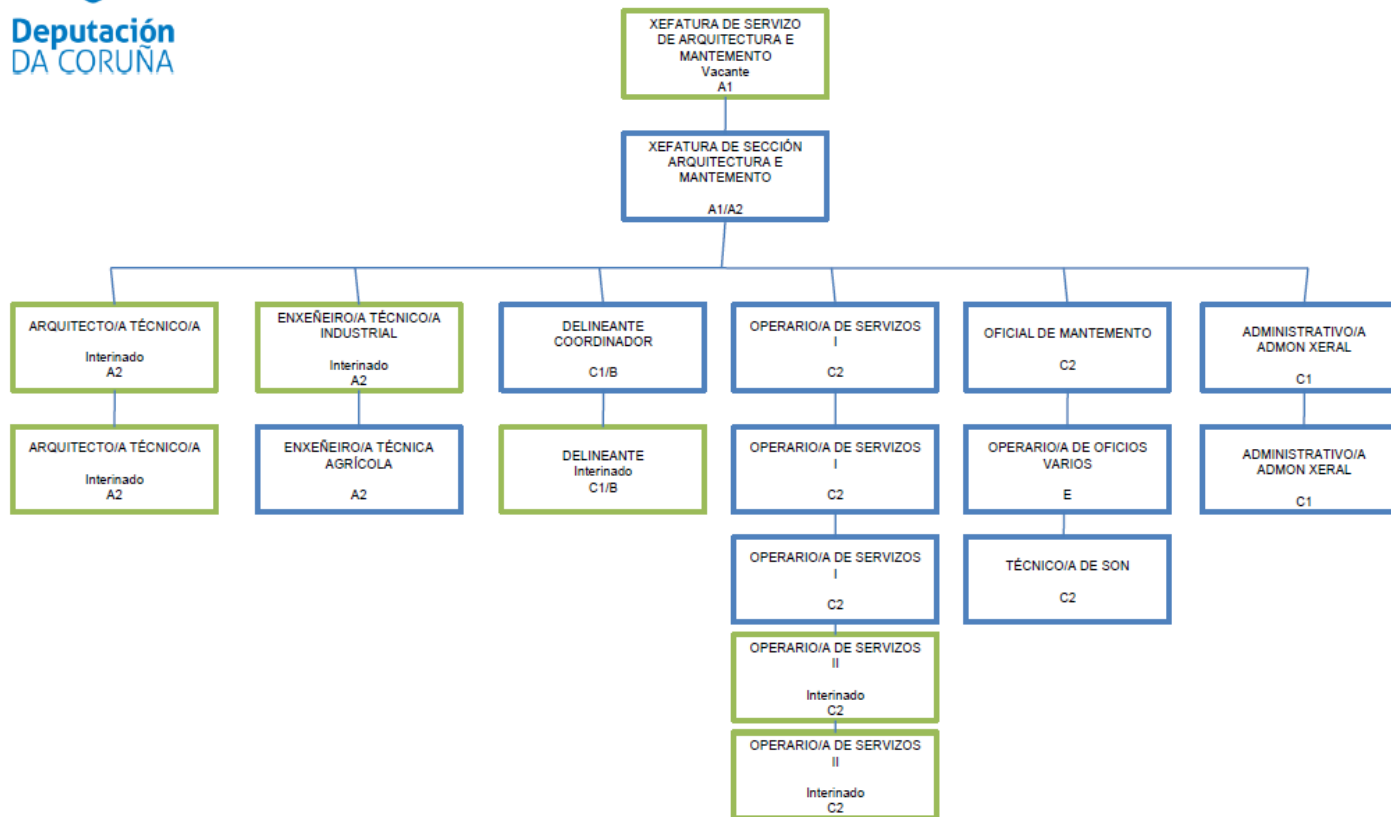 Deputación
DA CORUÑA
XEFATURA DE SERVIZO
DE ARQUITECTURA E
MANTEMENTO
Vacante
A1
XEFATURA DE SECCIÓN
ARQUITECTURA E
MANTEMENTO
A1/A2
ARQUITECTO/A TÉCNICO/A
Interinado
A2
ENXEÑEIRO/A TÉCNICO/A
INDUSTRIAL
Interinado
A2
DELINEANTE
COORDINADOR
C1/B
OPERARIO/A DE SERVIZOS
I
C2
OFICIAL DE MANTEMENTO
C2
ADMINISTRATIVO/A
ADMON XERAL
C1
ARQUITECTO/A TÉCNICO/A
Interinado
A2
ENXEÑEIRO/A TÉCNICA
AGRÍCOLA
A2
DELINEANTE
Interinado
C1/B
OPERARIO/A DE SERVIZOS
I
C2
OPERARIO/A DE OFICIOS
VARIOS
E
ADMINISTRATIVO/A
ADMON XERAL
C1
OPERARIO/A DE SERVIZOS
I
C2
TÉCNICO/A DE SON
C2
OPERARIO/A DE SERVIZOS
II
Interinado
C2
OPERARIO/A DE SERVIZOS
II
Interinado
C2